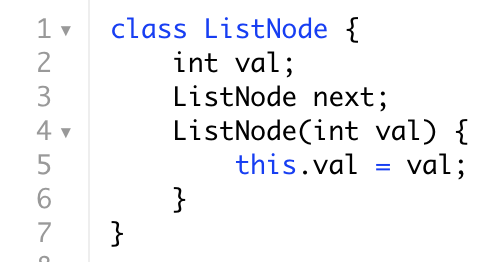 1 ▼ class ListNode {
2 int val;
3 ListNode next;
4 ▼ ListNode(int val) {
5 this.val = val;
6 }
7 }